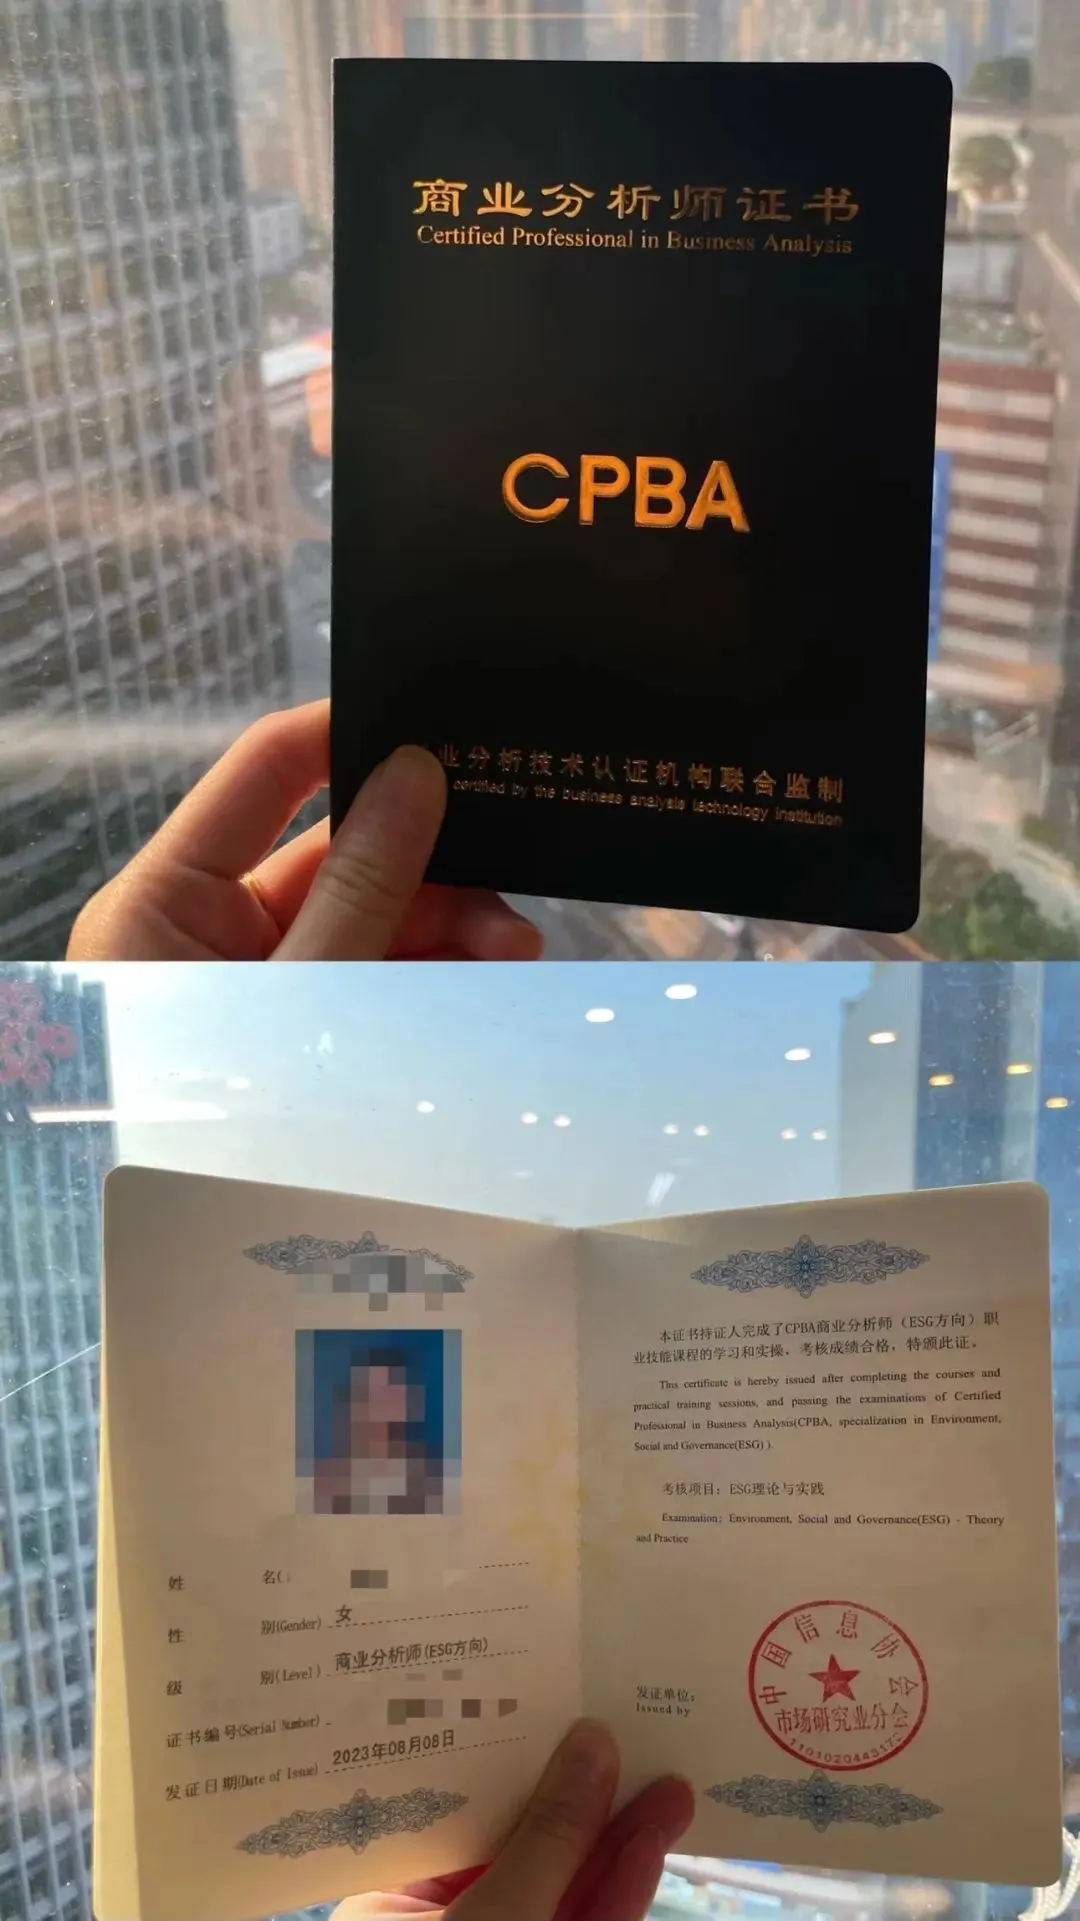 商业分析师证书
Certified Professional in Business Analysis
CPBA
业分析技术认证机构联合监制
certified by the business analysis technology institution
姓 名(
性 别(Gender) 女
级 别(Level) 商业分析师(ESG方向)
证书编号(Serial Number)
发证日期(Date of Issue) 2023年08月08日
本证书持证人完成了CPBA商业分析师（ESG方向）职
业技能课程的学习和实操，考核成绩合格，特颁此证。
This certificate is hereby issued after completing the courses and
practical training sessions, and passing the examinations of Certified
Professional in Business Analysis(CPBA, specialization in Environment,
Social and Governance(ESG) )
考核项目：ESG理论与实践
Examination: Environment, Social and Governance(ESG) - Theory
and Practice
发证单位：
Issued by
中国信息协会
市场研究业分会